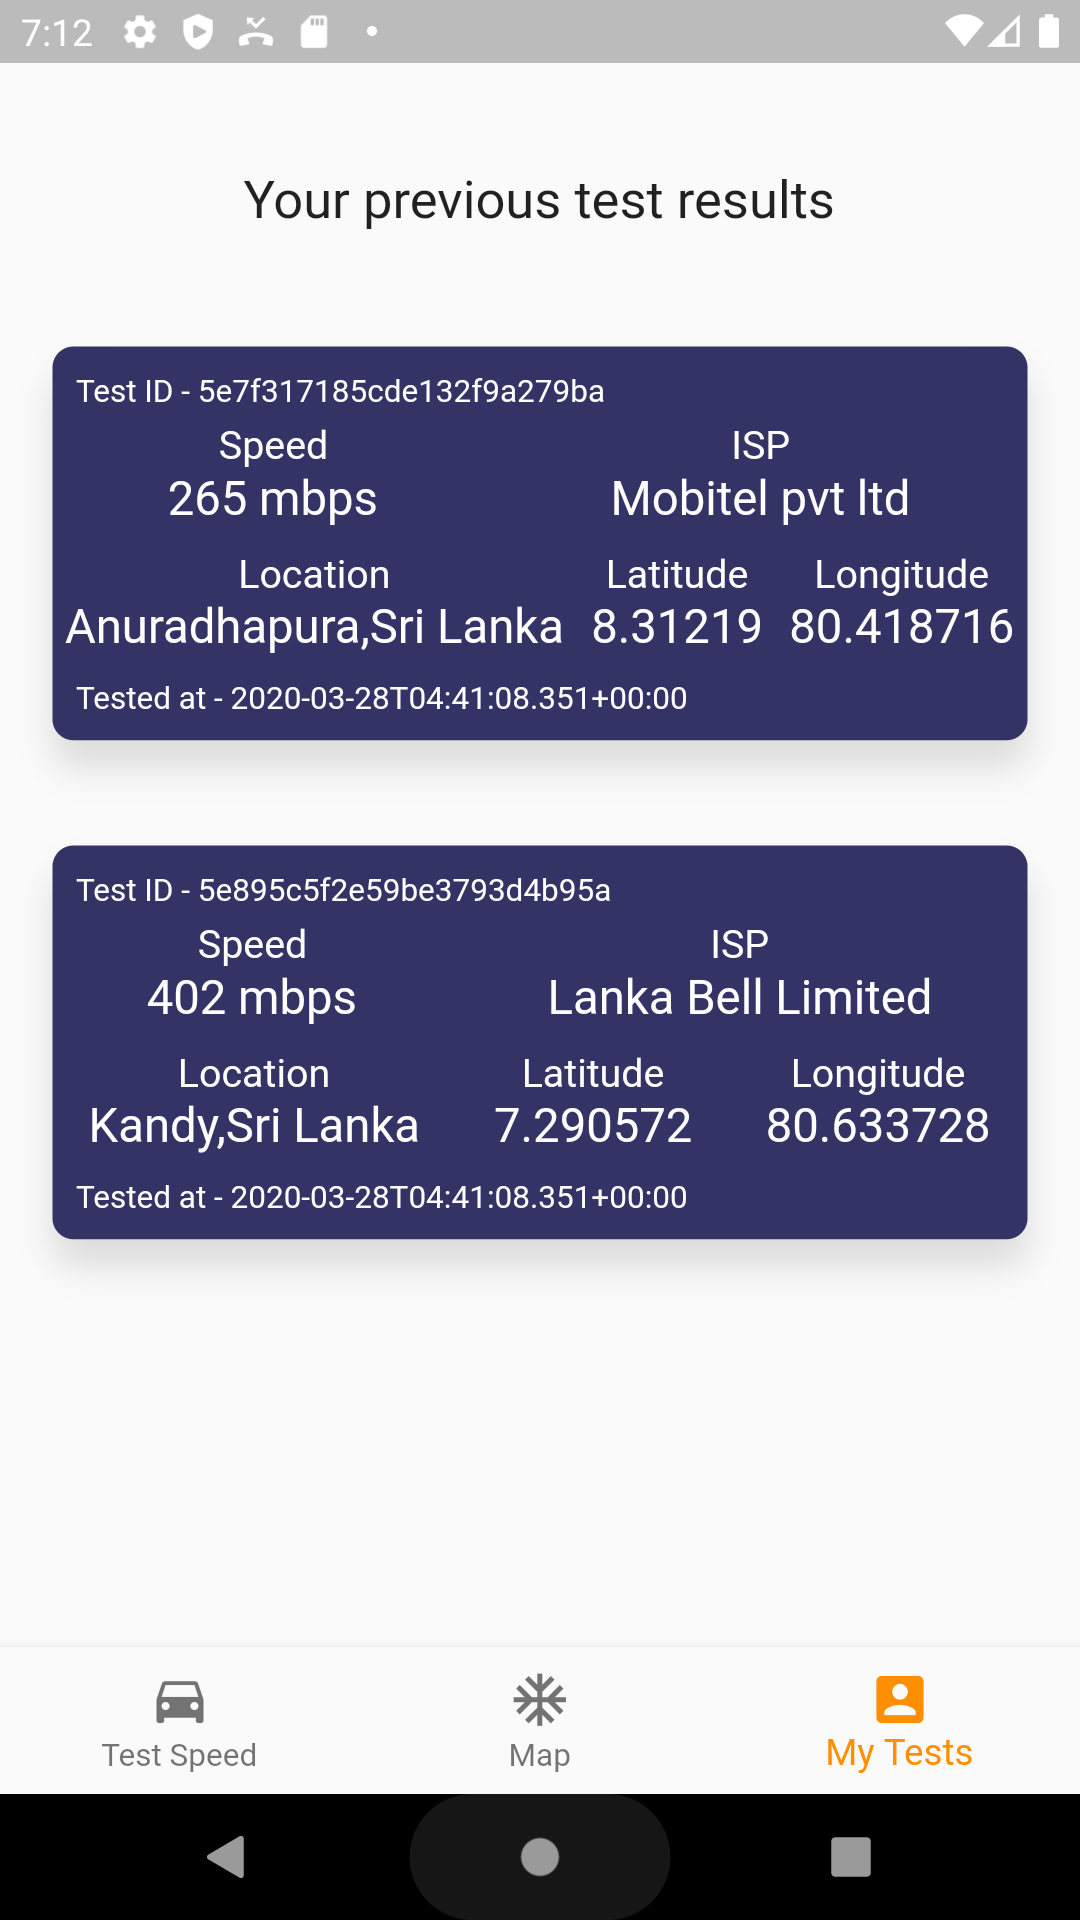 7:12
Your previous test results
Test ID - 5e7f317185cde132f9a279ba
Speed ISP
265 mbps Mobitel pvt ltd
Location Latitude Longitude
Anuradhapura,Sri Lanka 8.31219 80.418716
Tested at - 2020-03-28T04:41:08.351+00:00
Test ID - 5e895c5f2e59be3793d4b95a
Speed ISP
402 mbps Lanka Bell Limited
Location Latitude Longitude
Kandy,Sri Lanka 7.290572 80.633728
Tested at - 2020-03-28T04:41:08.351+00:00
Test Speed Map My Tests